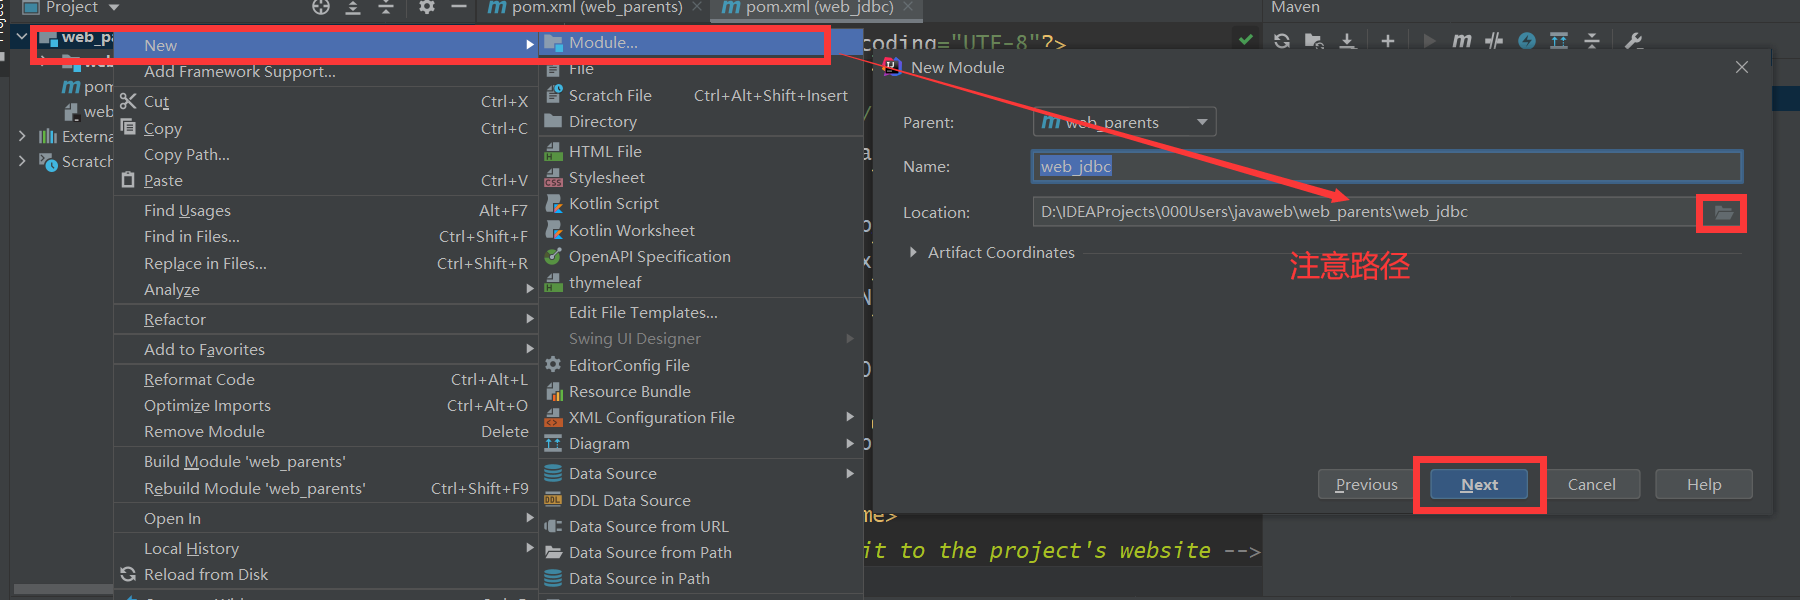 Project
pom.xml (web_parents)
pom.xml (web_jdbc)
Maven
web_pa
pom
web
Externa
Scratch
New
Add Framework Support...
Cut Ctrl+X
Copy Ctrl+C
Copy Path...
Paste Ctrl+V
Find Usages Alt+F7
Find in Files... Ctrl+Shift+F
Replace in Files... Ctrl+Shift+R
Analyze
Refactor
Add to Favorites
Reformat Code Ctrl+Alt+L
Optimize Imports Ctrl+Alt+O
Remove Module Delete
Build Module 'web_parents'
Rebuild Module 'web_parents' Ctrl+Shift+F9
Open In
Local History
Reload from Disk
Module...
File
Scratch File Ctrl+Alt+Shift+Insert
Directory
HTML File
Stylesheet
Kotlin Script
Kotlin Worksheet
OpenAPI Specification
thymeleaf
Edit File Templates...
Swing UI Designer
EditorConfig File
Resource Bundle
XML Configuration File
Diagram
Data Source
DDL Data Source
Data Source from URL
Data Source from Path
Data Source in Path
coding="UTF-8"?>
me>
it to the project's website -->
New Module
Parent: web_parents
Name: web_jdbc
Location: D:\IDEAProjects\000Users\javaweb\web_parents\web_jdbc
Artifact Coordinates
注意路径
Previous
Next
Cancel
Help